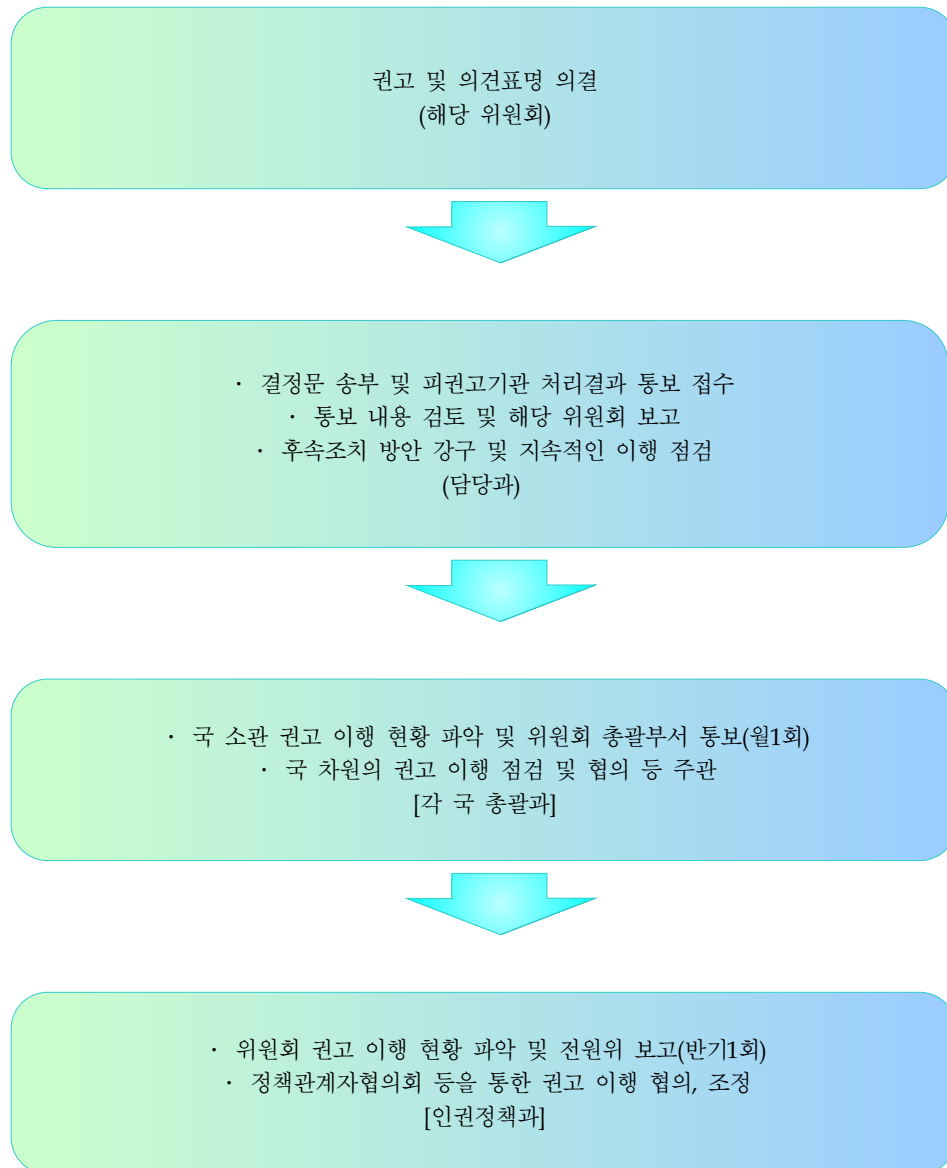 권고 및 의견표명 의결
(해당 위원회)
· 결정문 송부 및 피권고기관 처리결과 통보 접수
· 통보 내용 검토 및 해당 위원회 보고
· 후속조치 방안 강구 및 지속적인 이행 점검
(담당과)
· 국 소관 권고 이행 현황 파악 및 위원회 총괄부서 통보(월1회)
· 국 차원의 권고 이행 점검 및 협의 등 주관
[각 국 총괄과]
· 위원회 권고 이행 현황 파악 및 전원위 보고(반기1회)
· 정책관계자협의회 등을 통한 권고 이행 협의, 조정
[인권정책과]